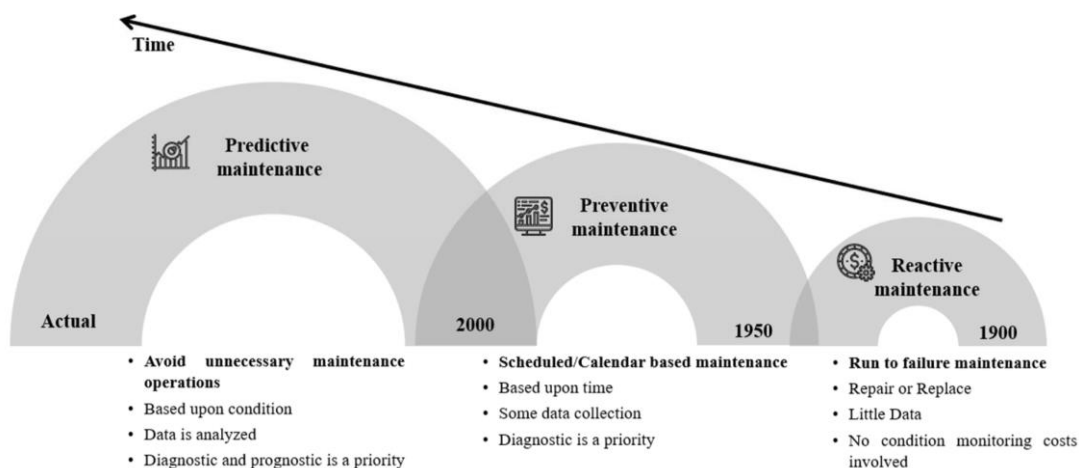 Time
Predictive
maintenance
Preventive
maintenance
Reactive
maintenance
Actual
2000
1950
1900
• Avoid unnecessary maintenance
operations
• Based upon condition
• Data is analyzed
• Diagnostic and prognostic is a priority
• Scheduled/Calendar based maintenance
• Based upon time
• Some data collection
• Diagnostic is a priority
• Run to failure maintenance
• Repair or Replace
• Little Data
• No condition monitoring costs
involved